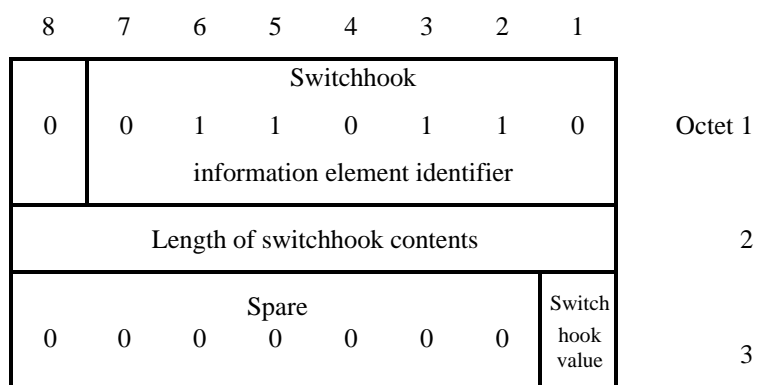 8 7 6 5 4 3 2 1
Switchhook
0 0 1 1 0 1 1 0 Octet 1
information element identifier
Length of switchhook contents 2
Spare Switch
0 0 0 0 0 0 0 hook
value 3